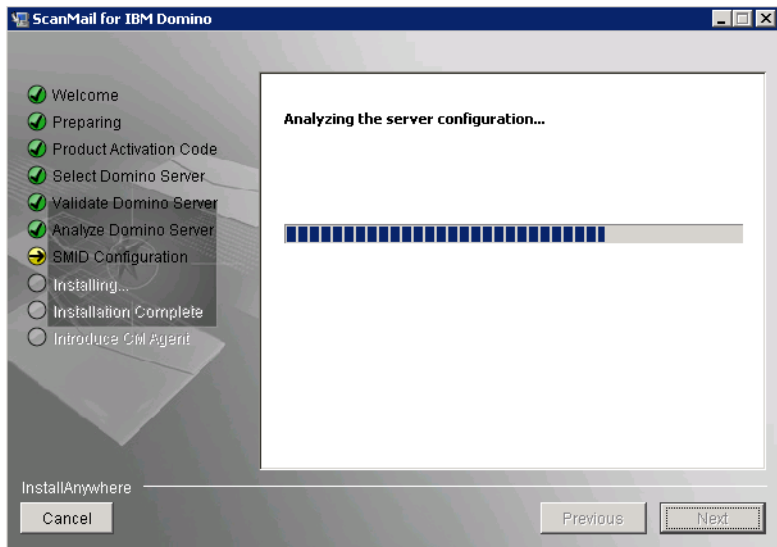 ScanMail for IBM Domino
Welcome
Preparing
Product Activation Code
Select Domino Server
Validate Domino Server
Analyze Domino Server
SMID Configuration
Installing...
Installation Complete
Introduce CM Agent
Analyzing the server configuration...
InstallAnywhere
Cancel
Previous
Next